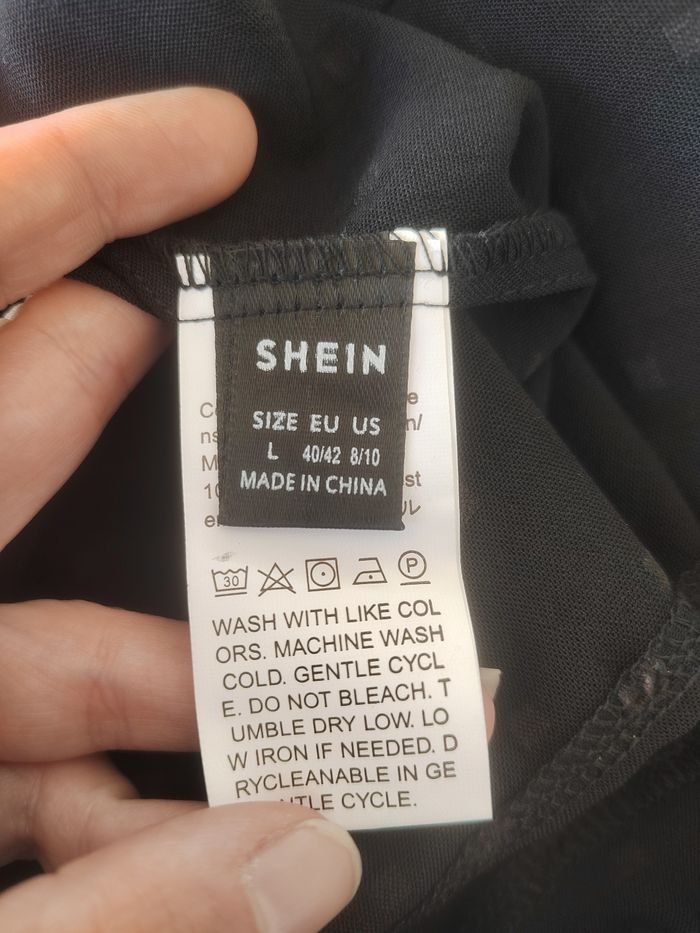 SHEIN
SIZE EU US
L 40/42 8/10
MADE IN CHINA
30
P
WASH WITH LIKE COL
ORS. MACHINE WASH
COLD. GENTLE CYCL
E. DO NOT BLEACH. T
UMBLE DRY LOW. LO
W IRON IF NEEDED. D
RYCLEANABLE IN GE
TLE CYCLE.